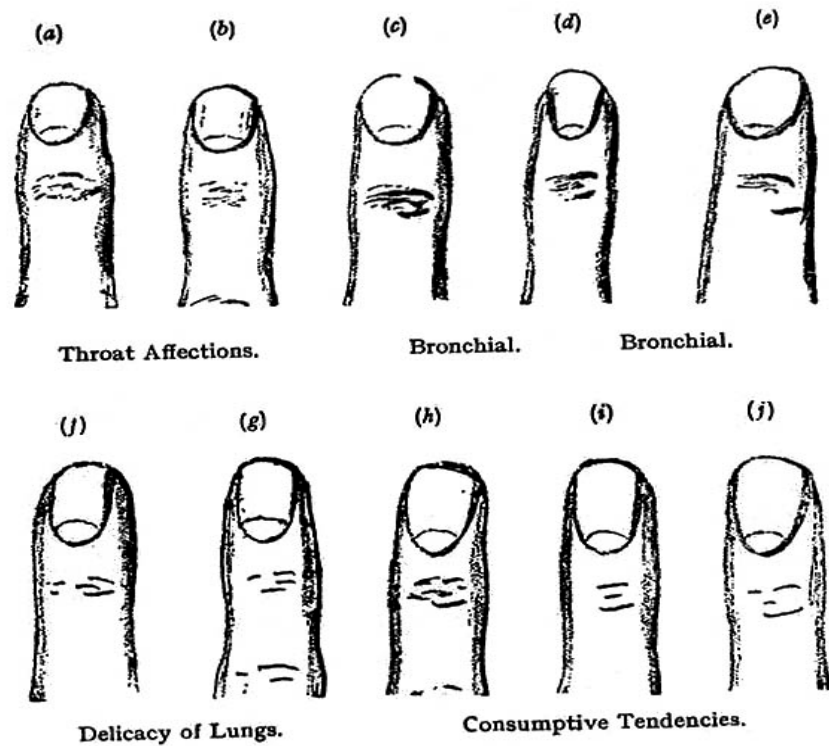 (a) (b) (c) (d) (e)
Throat Affections. Bronchial. Bronchial.
(f) (g) (h) (i) (j)
Delicacy of Lungs. Consumptive Tendencies.